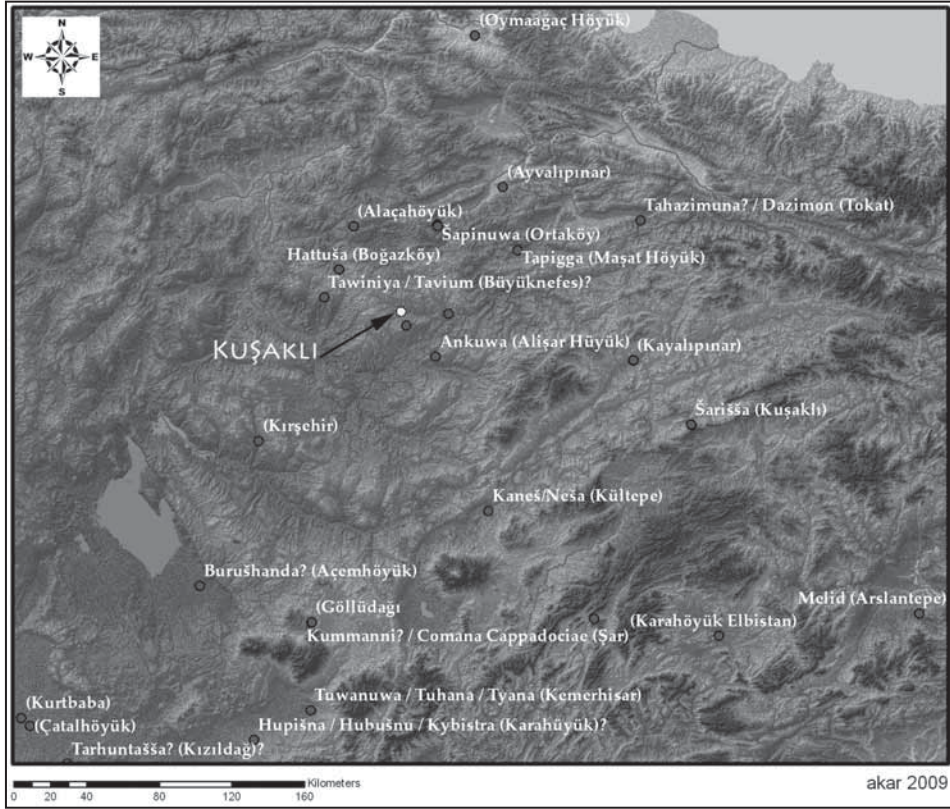 N
W E
S
(Oymaağaç Höyük)
(Ayvalıpınar)
Tahazimuna? / Dazimon (Tokat)
(Alaçahöyük)
Šapinuwa (Ortaköy)
Hattuša (Boğazköy)
Tapigga (Maşat Höyük)
Tawiniya / Tavium (Büyüknefes)?
KUŞAKLI
Ankuwa (Alişar Hüyük)
(Kayalıpınar)
Šarišša (Kuşaklı)
(Kırşehir)
Kaneš/Neša (Kültepe)
Burušhanda? (Açemhöyük)
Melid (Arslantepe)
(Göllüdağı
(Karahöyük Elbistan)
Kummanni? / Comana Cappadociae (Şar)
Tuwanuwa / Tuhana / Tyana (Kemerhisar)
(Kurtbaba)
(Çatalhöyük)
Hupišna / Hubušnu / Kybistra (Karahüyük)?
Tarhuntašša? (Kızıldağ)?
Kilometers
0 20 40 80 120 160
akar 2009